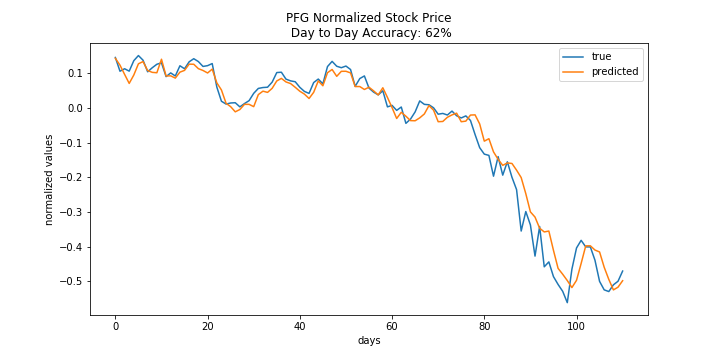 PFG Normalized Stock Price
Day to Day Accuracy: 62%
true
predicted
normalized values
0.1
0.0
−0.1
−0.2
−0.3
−0.4
−0.5
0 20 40 60 80 100
days